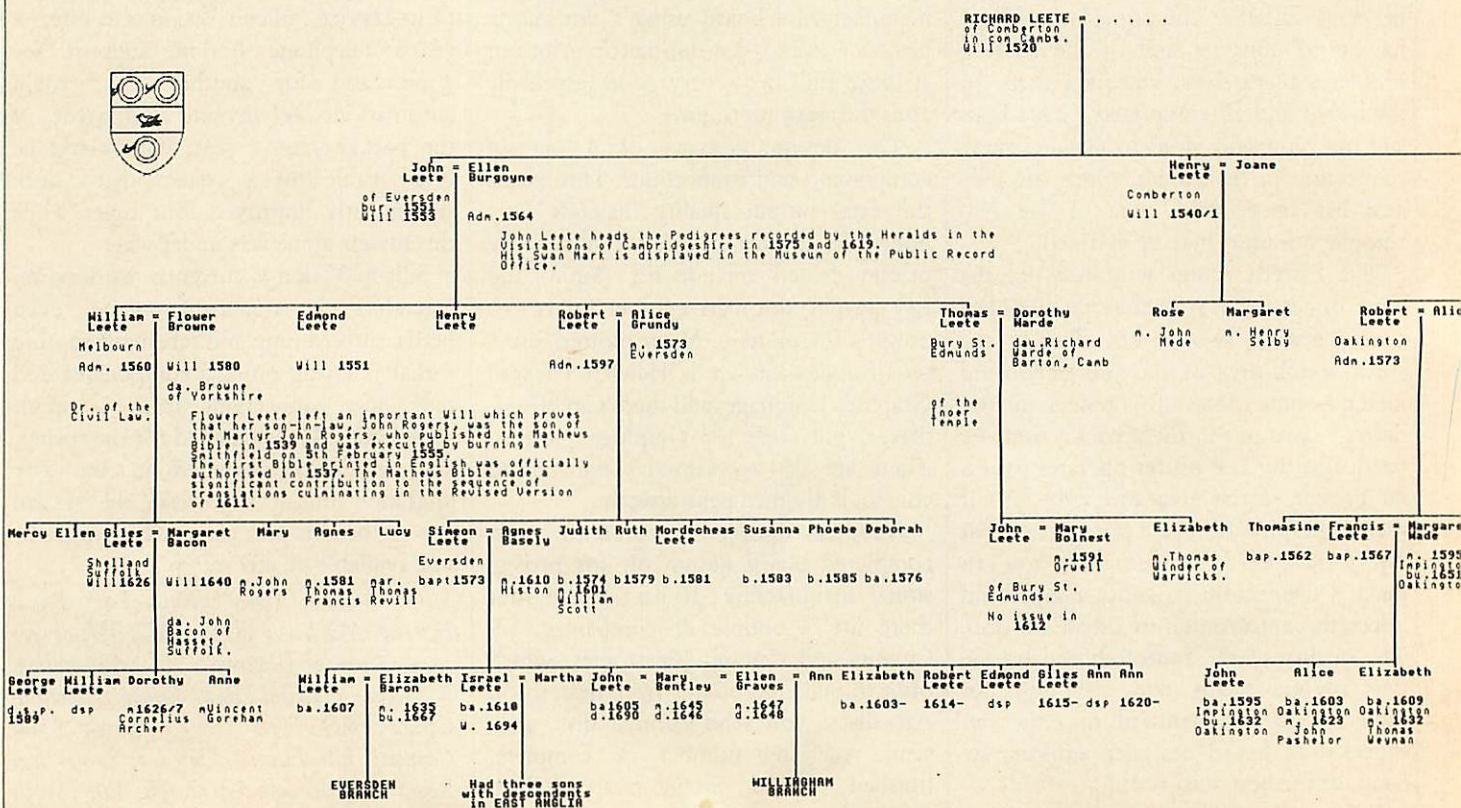 RICHARD LEETE = . . . . . .
of Comberton
in com Cambs.
Will 1520
John = Ellen
Leete Burgoyne
of Eversden
bur. 1551
Will 1553 Adm.1564
John Leete heads the Pedigrees recorded by the Heralds in the
Visitations of Cambridgeshire in 1575 and 1619.
His Swan Mark is displayed in the Museum of the Public Record
Office.
Henry = Joane
Leete
Comberton
Will 1540/1
William = Flower
Leete Browne
Melbourn
Adm. 1560 Will 1580
da. Browne
of Yorkshire
Dr. of the
Civil Law.
Flower Leete left an important Will which proves
that her son-in-law, John Rogers, was the son of
the Martyr John Rogers, who published the Mathews
Bible in 1539 and was executed by burning at
Smithfield on 5th February 1555.
The first Bible printed in English was officially
authorised in 1537. The Mathews Bible made a
significant contribution to the sequence of
translations culminating in the Revised Version
of 1611.
Edmond
Leete
Will 1551
Henry
Leete
Robert = Alice
Leete Grundy
m. 1573
Eversden
Adm.1597
Thomas = Dorothy
Leete Warde
Bury St. dau.Richard
Edmunds Warde of
Barton, Camb
of the
Inner
Temple
Rose Margaret
m. John m. Henry
Mede Selby
Robert = Alic
Leete
Oakington
Adm.1573
Mercy Ellen Giles = Margaret Mary Agnes Lucy
Leete Bacon
Shelland
Suffolk
Will1626 Will1640 m.John m.1581 mar.
Rogers Thomas Thomas
Francis Revill
da. John
Bacon of
Hasset,
Suffolk.
Simeon = Agnes Judith Ruth Mordecheas Susanna Phoebe Deborah
Leete Basely Leete
Eversden
bapt1573 m.1610 b.1574 b1579 b.1581 b.1583 b.1585 ba.1576
Histon m.1601
William
Scott
John = Mary Elizabeth
Leete Bolnest
m.1591 m.Thomas
Orwell Winder of
Warwicks.
of Bury St.
Edmunds.
No issue in
1612
Thomasine Francis = Margare
Leete Wade
bap.1562 bap.1567 m. 1595
Impington
bu.1651
Oakington
George William Dorothy Anne
Leete Leete
d.s.p. dsp m1626/7 mVincent
1589 Cornelius Goreham
Archer
William = Elizabeth Israel = Martha John = Mary = Ellen = Ann Elizabeth Robert Edmond Giles Ann Ann
Leete Baron Leete Leete Bentley Graves Leete Leete Leete
ba.1607 m. 1635 ba.1610 ba1605 m.1645 m.1647 ba.1603- 1614- dsp 1615- dsp 1620-
bu.1667 W. 1694 d.1690 d.1646 d.1648
EVERSDEN
BRANCH
Had three sons
with descendents
in EAST ANGLIA
WILLINGHAM
BRANCH
John Alice Elizabeth
Leete
ba.1595 ba.1603 ba.1609
Impington Oakington Oakington
bu.1632 m. 1623 m. 1632
Oakington John Thomas
Pashelor Weyman